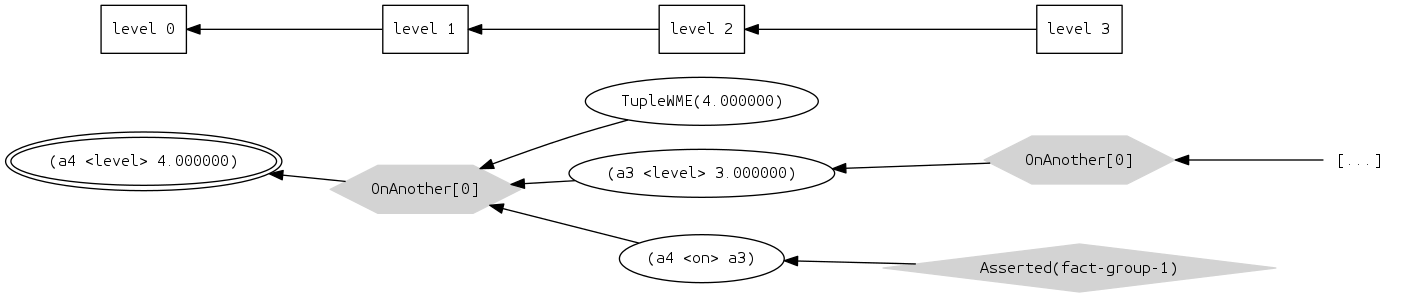 level 0
level 1
level 2
level 3
TupleWME(4.000000)
(a4 <level> 4.000000)
OnAnother[0]
(a3 <level> 3.000000)
OnAnother[0]
[...]
(a4 <on> a3)
Asserted(fact-group-1)